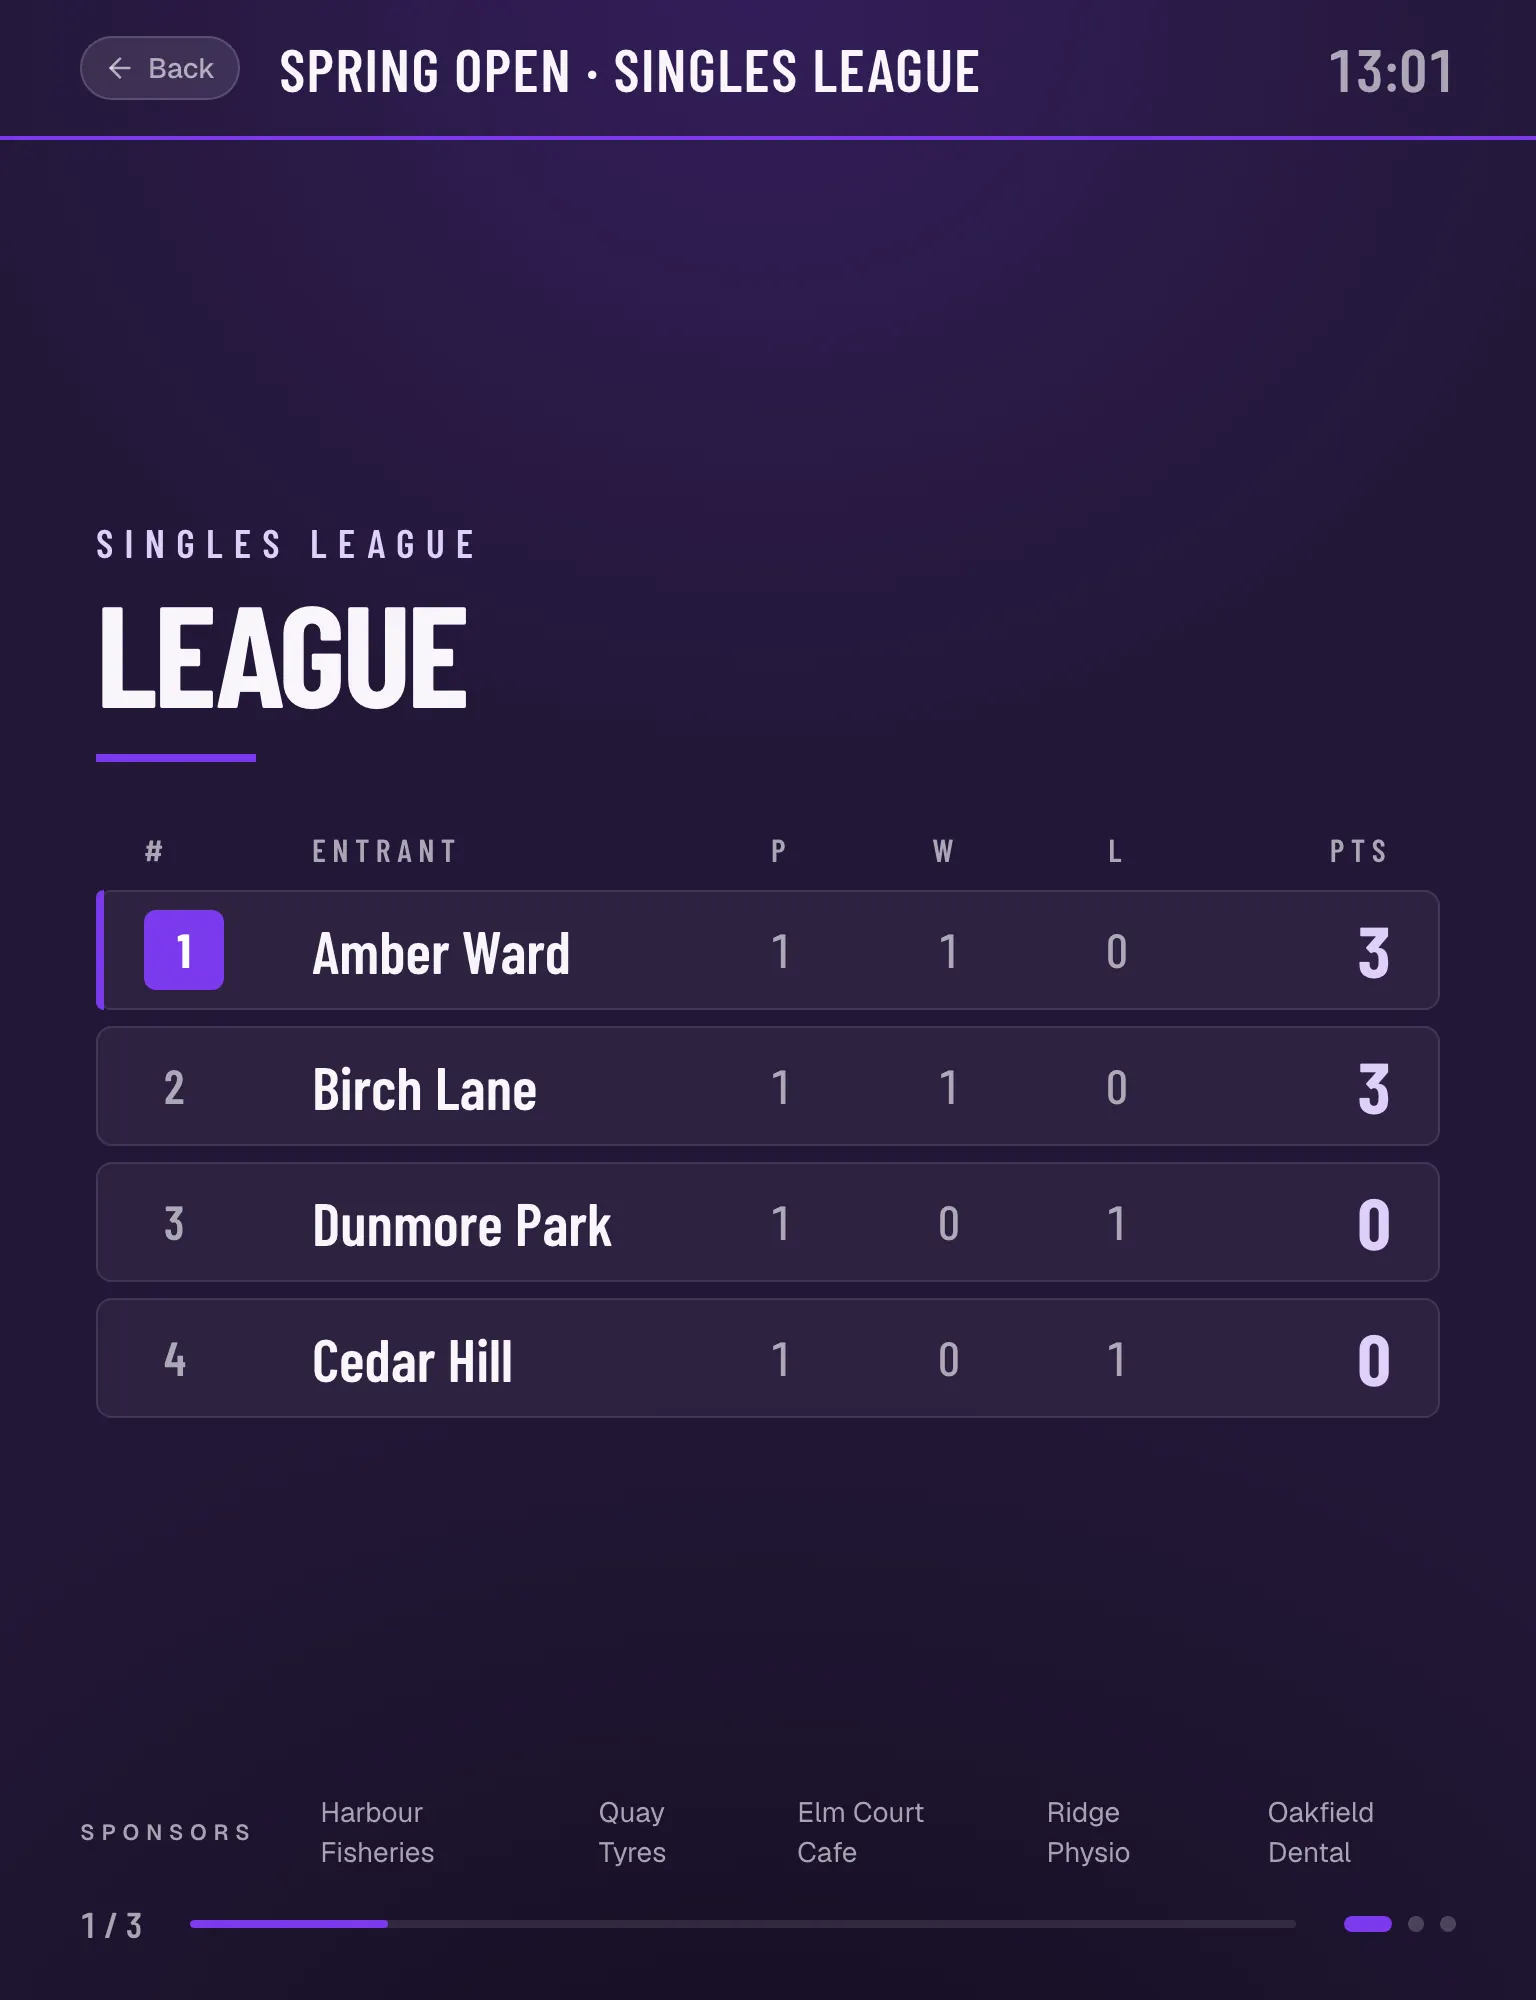 ← Back SPRING OPEN · SINGLES LEAGUE 13:01
SINGLES LEAGUE
LEAGUE
# ENTRANT P W L PTS
1 Amber Ward 1 1 0 3
2 Birch Lane 1 1 0 3
3 Dunmore Park 1 0 1 0
4 Cedar Hill 1 0 1 0
SPONSORS
Harbour
Fisheries
Quay
Tyres
Elm Court
Cafe
Ridge
Physio
Oakfield
Dental
1 / 3